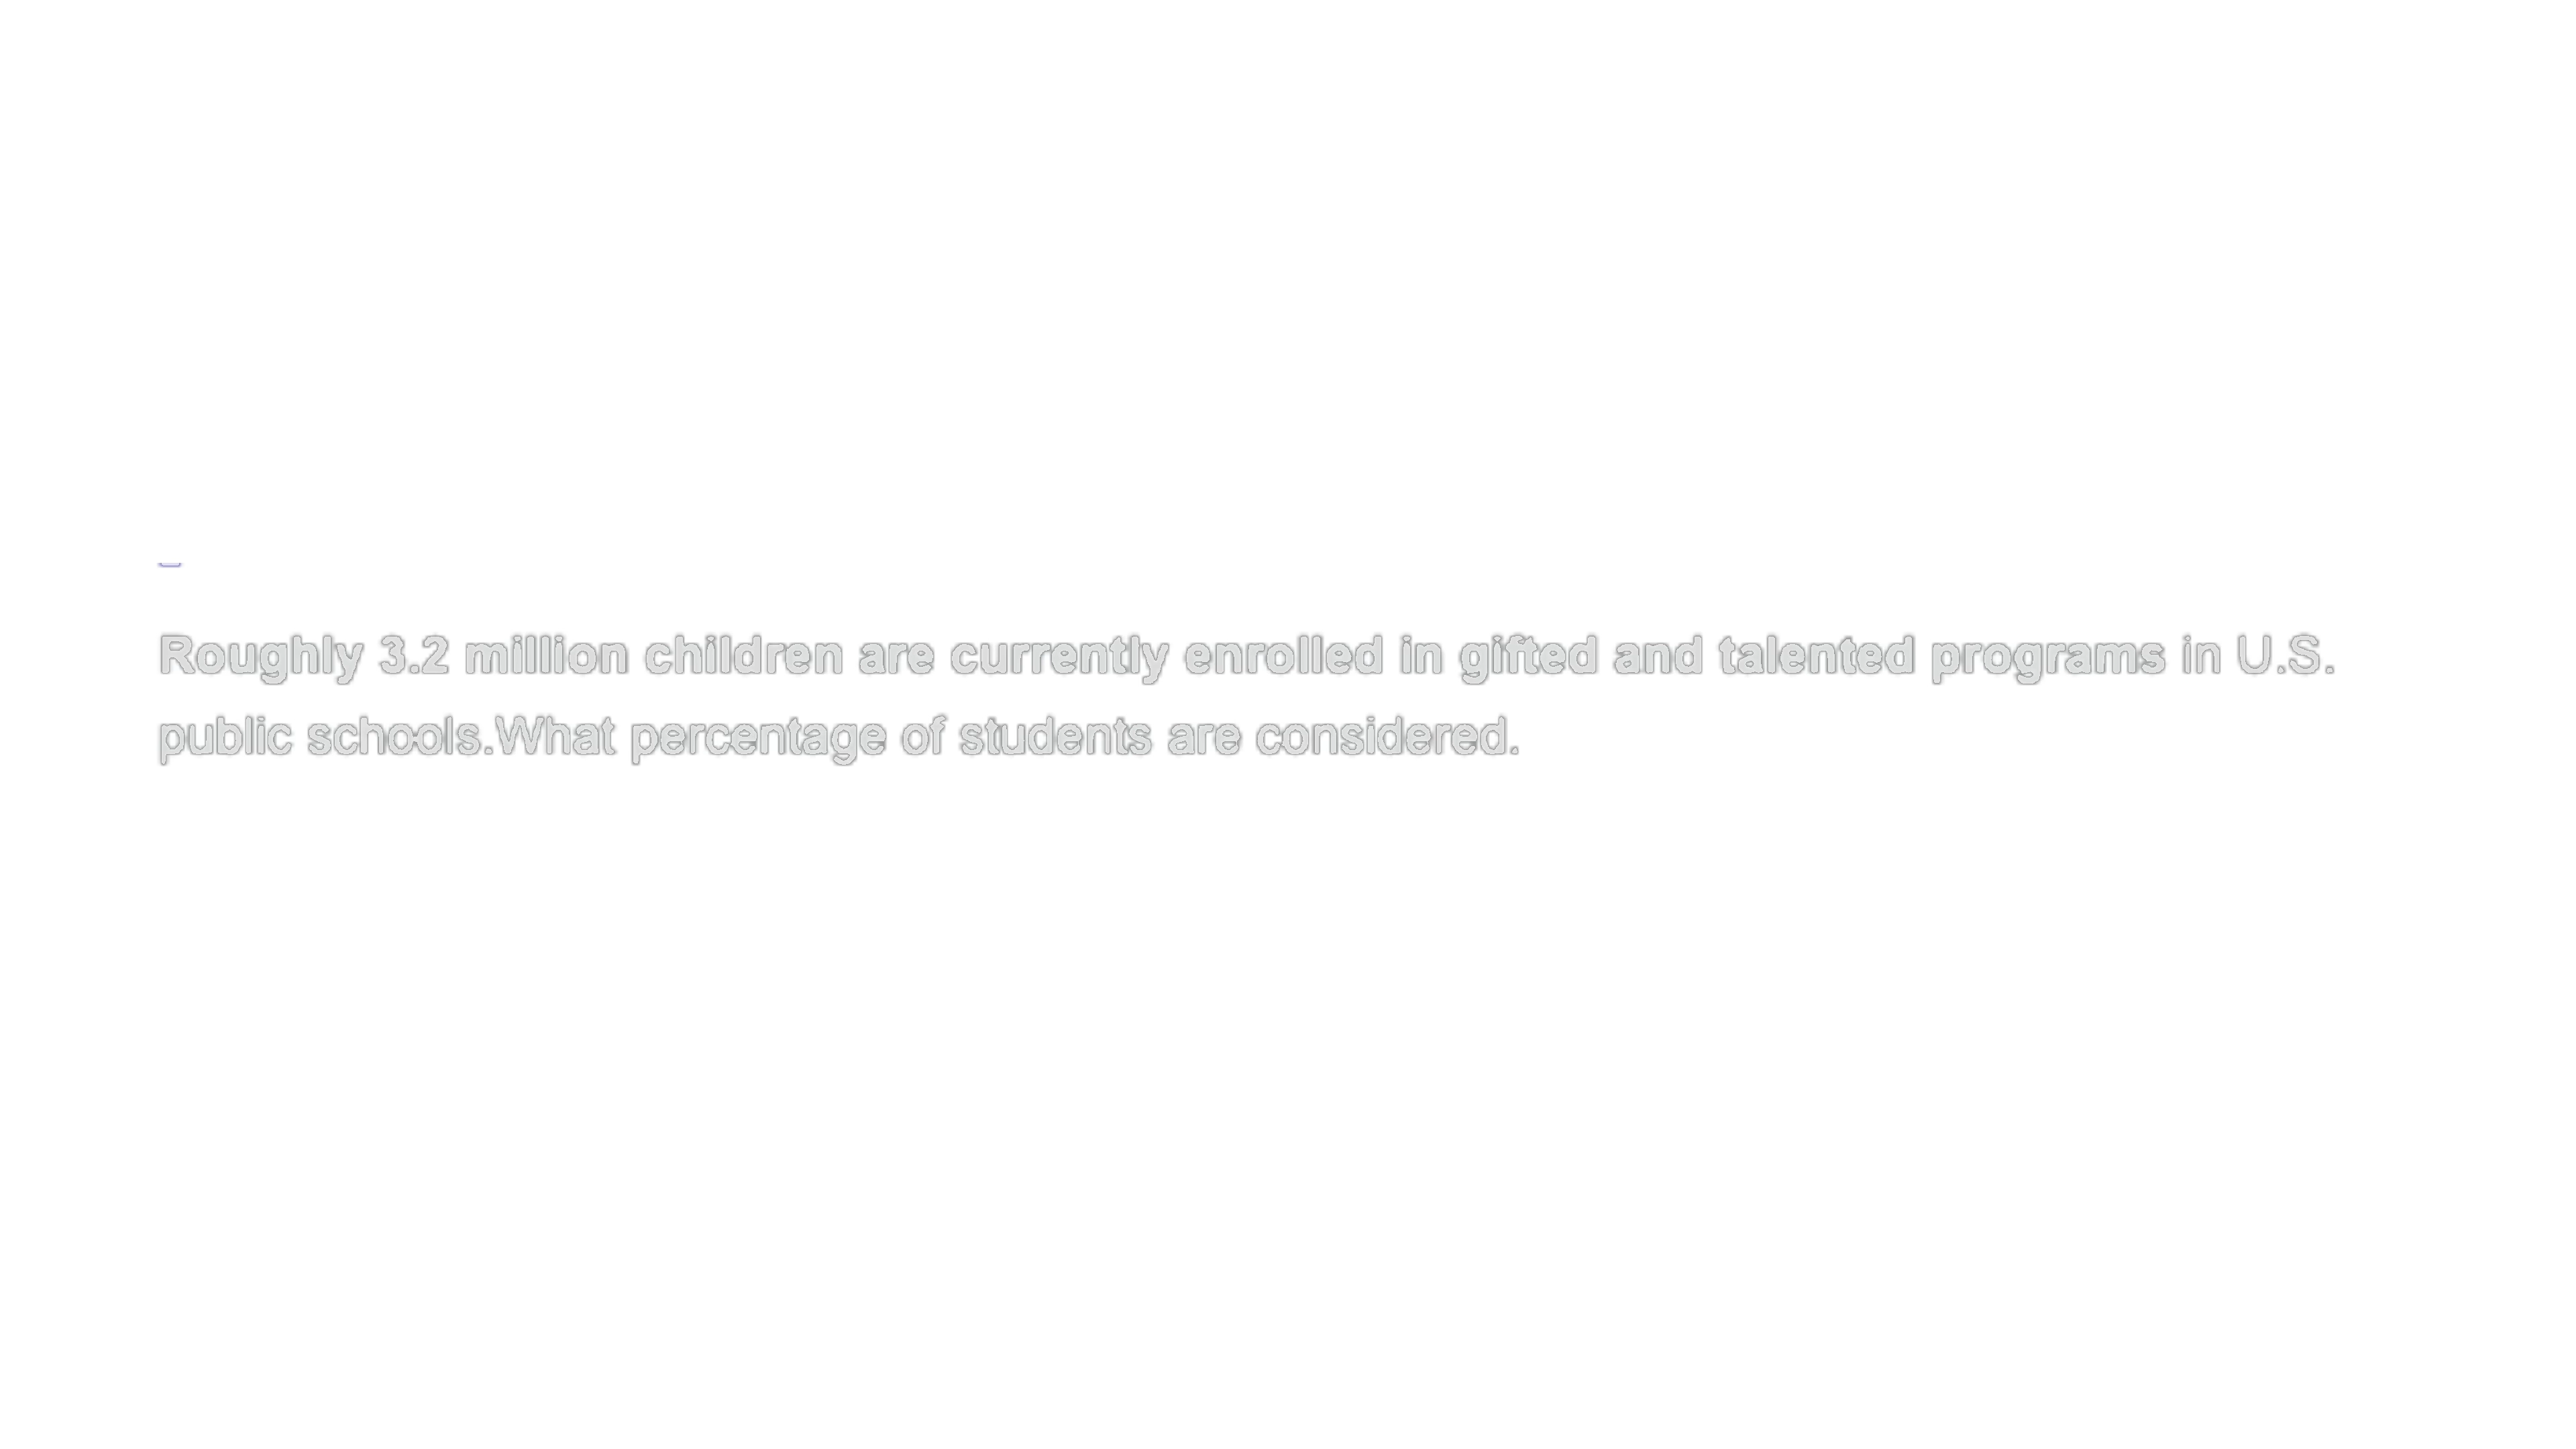 Roughly 3.2 million children are currently enrolled in gifted and talented programs in U.S.
public schools.What percentage of students are considered.